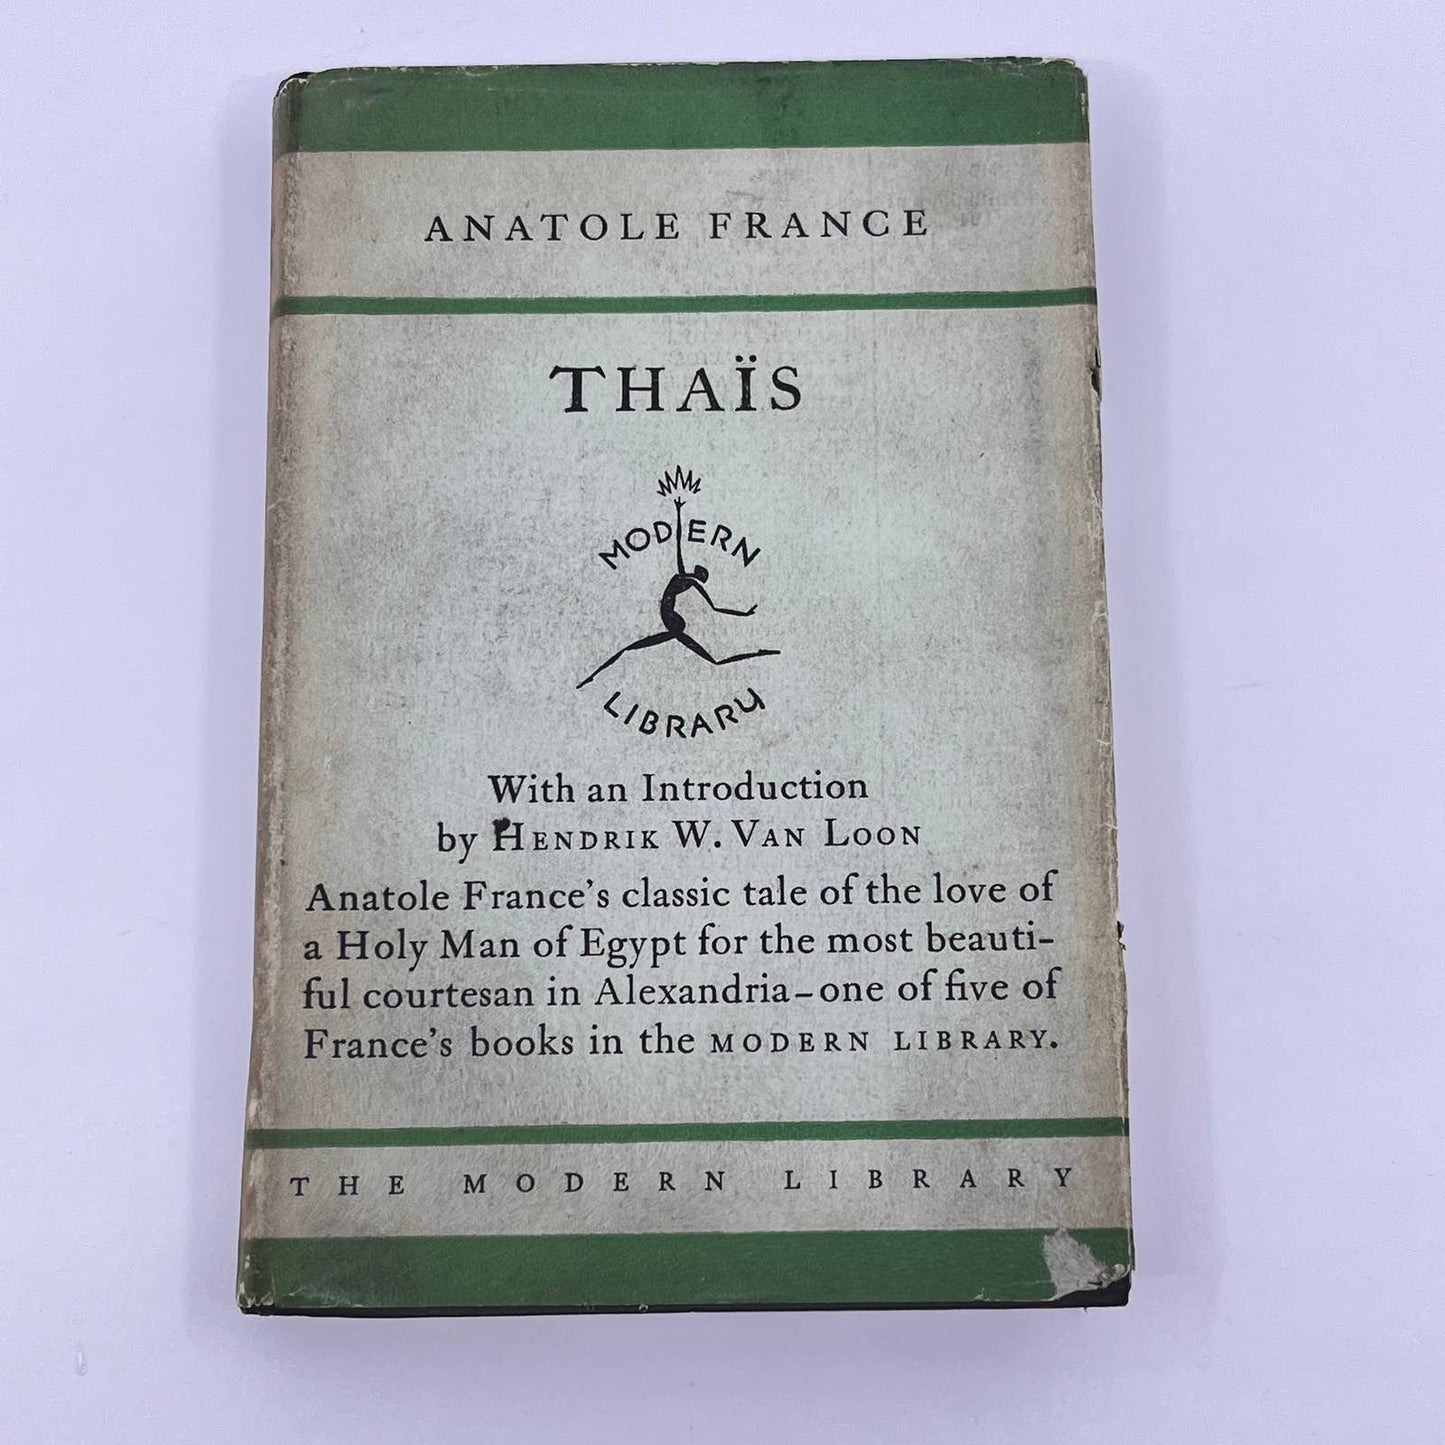 ANATOLE FRANCE
THAÏS
MODERN
LIBRARY
With an Introduction
by HENDRIK W. VAN LOON
Anatole France's classic tale of the love of
a Holy Man of Egypt for the most beauti-
ful courtesan in Alexandria–one of five of
France's books in the MODERN LIBRARY.
THE MODERN LIBRARY